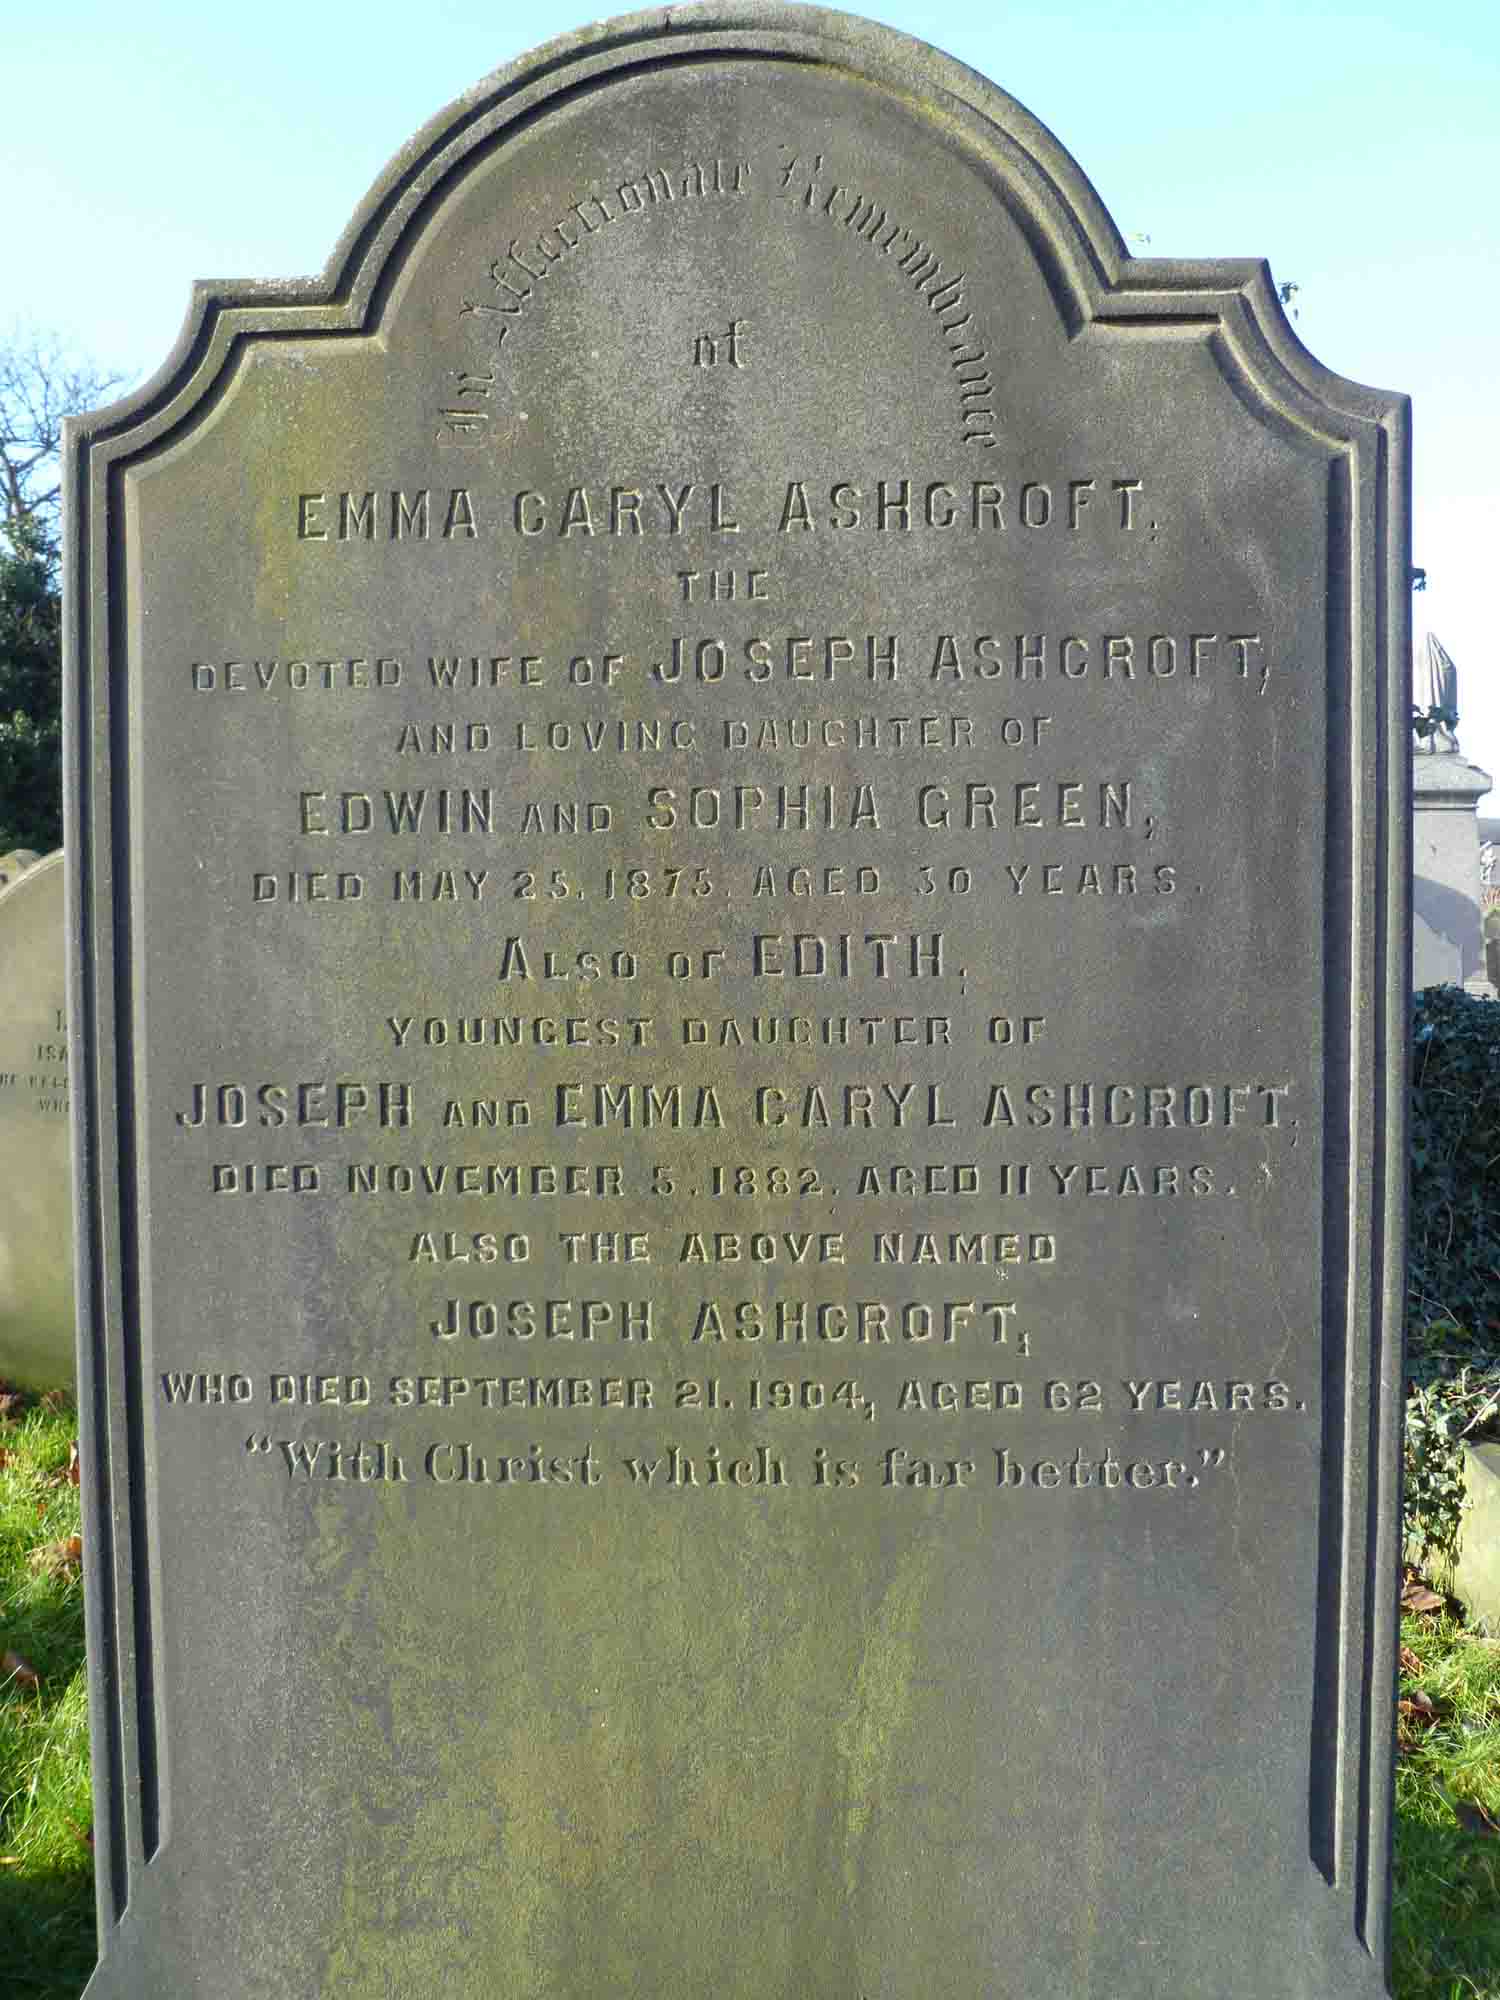 In Affectionate Remembrance
of
EMMA CARYL ASHCROFT,
THE
DEVOTED WIFE OF JOSEPH ASHCROFT,
AND LOVING DAUGHTER OF
EDWIN AND SOPHIA GREEN,
DIED MAY 25, 1875, AGED 30 YEARS.
ALSO OF EDITH,
YOUNGEST DAUGHTER OF
JOSEPH AND EMMA CARYL ASHCROFT,
DIED NOVEMBER 5, 1882, AGED 11 YEARS.
ALSO THE ABOVE NAMED
JOSEPH ASHCROFT,
WHO DIED SEPTEMBER 21, 1904, AGED 62 YEARS.
"With Christ which is far better."